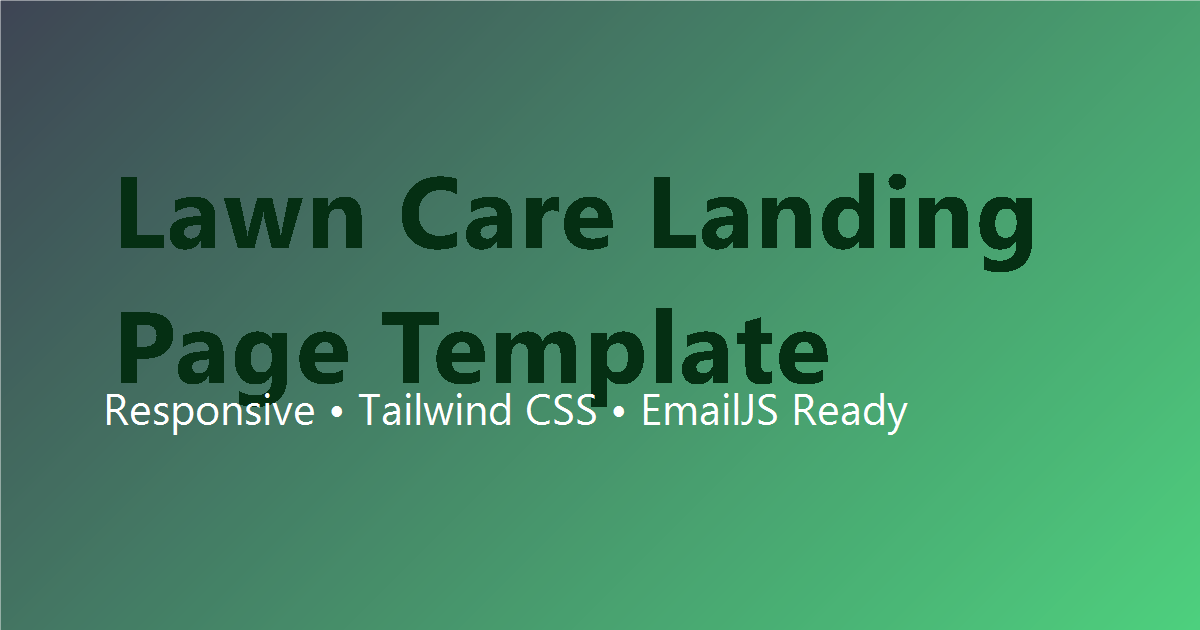 Lawn Care Landing
Page Template
Responsive • Tailwind CSS • EmailJS Ready